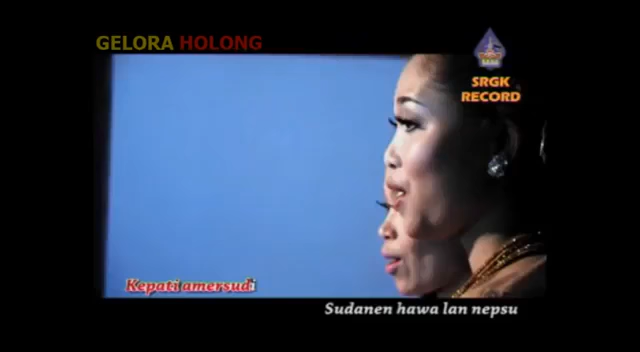 GELORA HOLONG
SRGK
RECORD
Kepati amersudi
Sudanen hawa lan nepsu